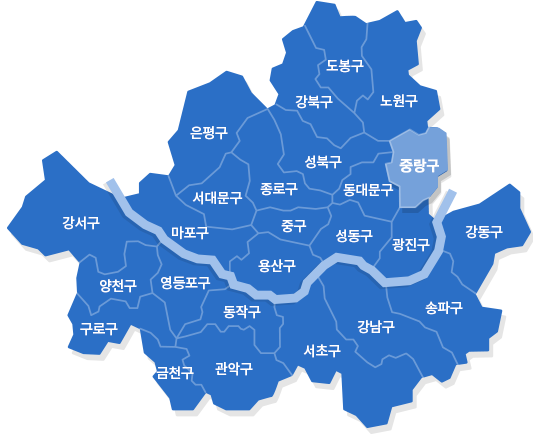 도봉구
노원구
강북구
은평구
중랑구
성북구
종로구
동대문구
서대문구
강서구
중구
마포구
성동구
강동구
광진구
용산구
영등포구
양천구
송파구
동작구
강남구
구로구
서초구
관악구
금천구